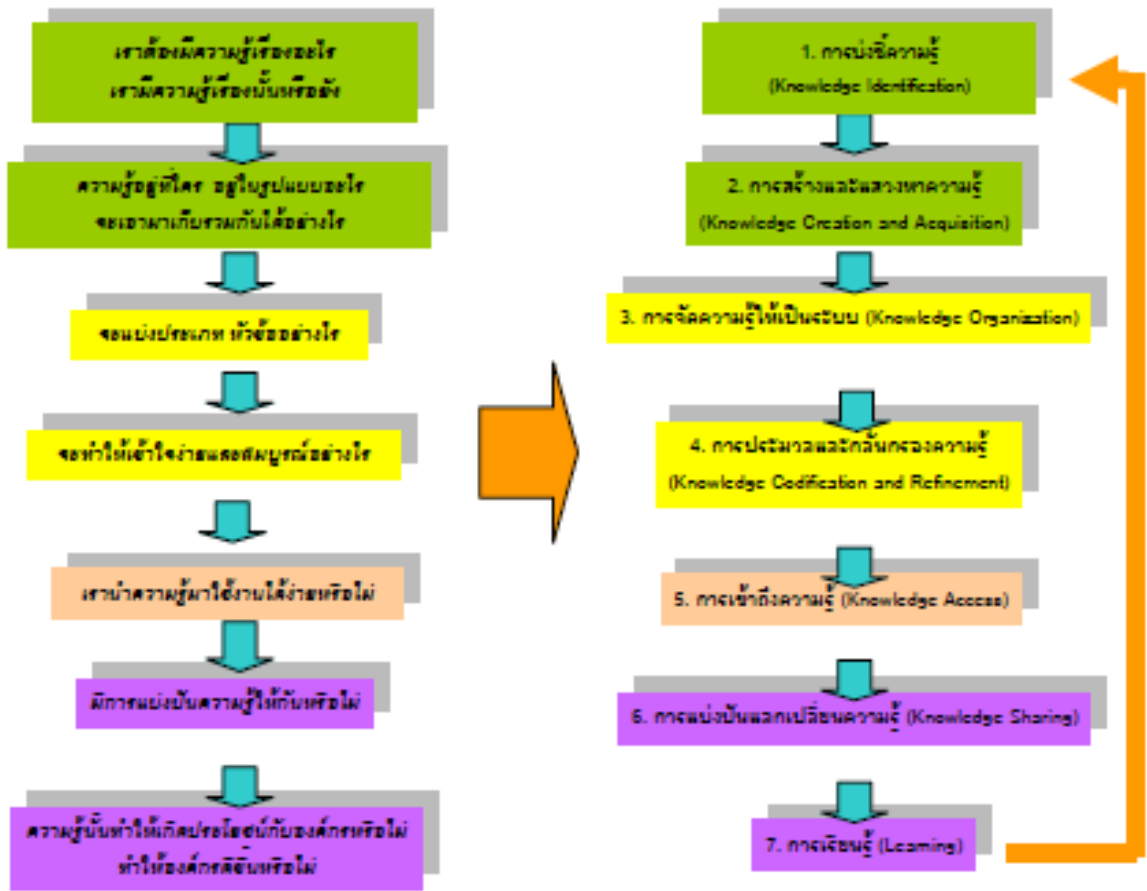 เราต้องมีความรู้เรื่องอะไร
เรามีความรู้เรื่องนั้นหรือยัง
ความรู้อยู่ที่ใคร อยู่ในรูปแบบอะไร
จะเอามาเก็บรวมกันได้อย่างไร
จะแบ่งประเภท หัวข้ออย่างไร
จะทำให้เข้าใจง่ายและสมบูรณ์อย่างไร
เรานำความรู้มาใช้งานได้ง่ายหรือไม่
มีการแบ่งปันความรู้ให้กันหรือไม่
ความรู้นั้นทำให้เกิดประโยชน์กับองค์กรหรือไม่
ทำให้องค์กรดีขึ้นหรือไม่
1. การบ่งชี้ความรู้
(Knowledge Identification)
2. การสร้างและแสวงหาความรู้
(Knowledge Creation and Acquisition)
3. การจัดความรู้ให้เป็นระบบ (Knowledge Organization)
4. การประมวลและกลั่นกรองความรู้
(Knowledge Codification and Refinement)
5. การเข้าถึงความรู้ (Knowledge Access)
6. การแบ่งปันแลกเปลี่ยนความรู้ (Knowledge Sharing)
7. การเรียนรู้ (Learning)